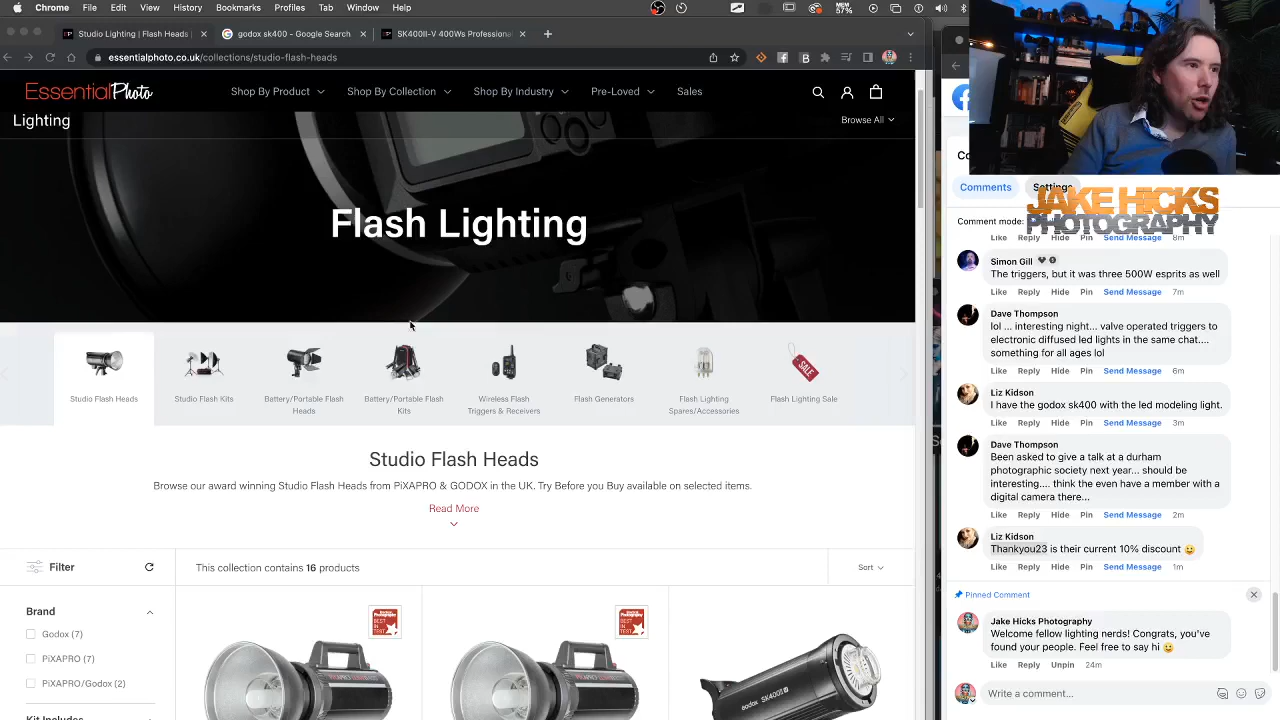 Chrome File Edit View History Bookmarks Profiles Tab Window Help
MEM 57%
Studio Lighting | Flash Heads
godox sk400 - Google Search
SK400II-V 400Ws Professional
essentialphoto.co.uk/collections/studio-flash-heads
EssentialPhoto
Shop By Product Shop By Collection Shop By Industry Pre-Loved Sales
Lighting
Browse All
Flash Lighting
Studio Flash Heads
Studio Flash Kits
Battery/Portable Flash Heads
Battery/Portable Flash Kits
Wireless Flash Triggers & Receivers
Flash Generators
Flash Lighting Spares/Accessories
Flash Lighting Sale
SALE
Studio Flash Heads
Browse our award winning Studio Flash Heads from PiXAPRO & GODOX in the UK. Try Before you Buy available on selected items.
Read More
Filter
This collection contains 16 products
Sort
Brand
Godox (7)
PiXAPRO (7)
PiXAPRO/Godox (2)
Kit Includes
BEST IN TEST
BEST IN TEST
godox SK400II
JAKE HICKS
PHOTOGRAPHY
Comments Settings
Comment mode:
Like Reply Hide Pin Send Message 8m
Simon Gill
The triggers, but it was three 500W esprits as well
Like Reply Hide Pin Send Message 7m
Dave Thompson
lol ... interesting night... valve operated triggers to
electronic diffused led lights in the same chat....
something for all ages lol
Like Reply Hide Pin Send Message 6m
Liz Kidson
I have the godox sk400 with the led modeling light.
Like Reply Hide Pin Send Message 3m
Dave Thompson
Been asked to give a talk at a durham
photographic society next year... should be
interesting.... think the even have a member with a
digital camera there...
Like Reply Hide Pin Send Message 2m
Liz Kidson
Thankyou23 is their current 10% discount 😀
Like Reply Hide Pin Send Message 1m
Pinned Comment
Jake Hicks Photography
Welcome fellow lighting nerds! Congrats, you've
found your people. Feel free to say hi 😀
Like Reply Unpin 24m
Write a comment...